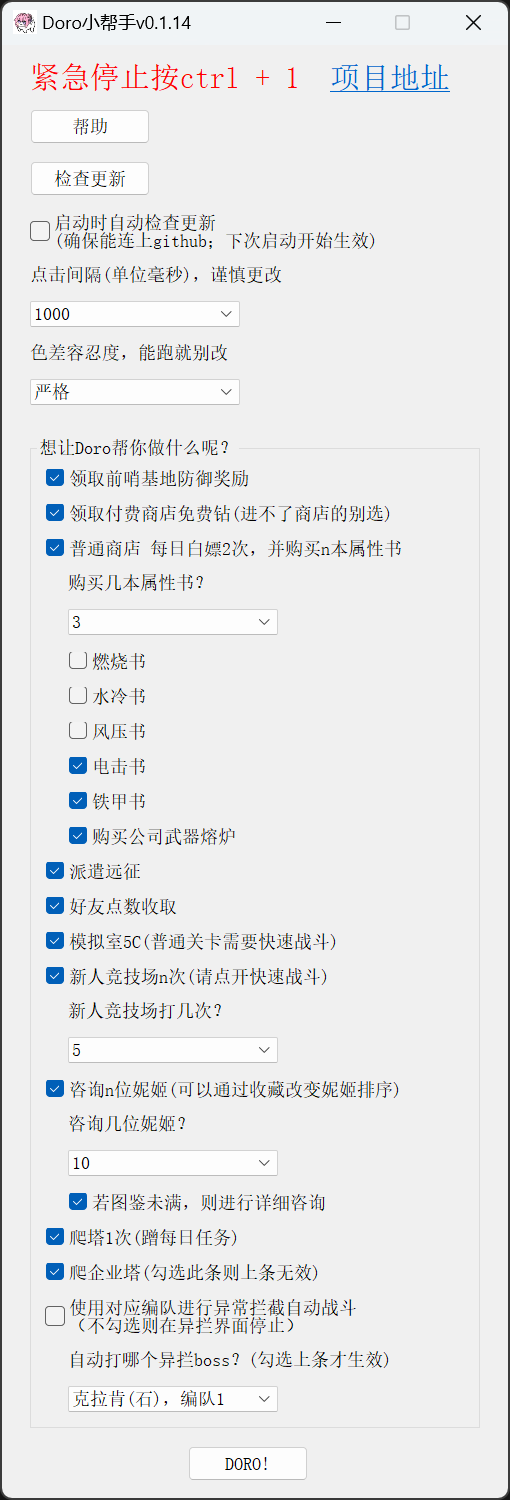 Doro小帮手v0.1.14
紧急停止按ctrl + 1 项目地址
帮助
检查更新
启动时自动检查更新
(确保能连上github；下次启动开始生效)
点击间隔(单位毫秒)，谨慎更改
1000
色差容忍度，能跑就别改
严格
想让Doro帮你做什么呢？
领取前哨基地防御奖励
领取付费商店免费钻(进不了商店的别选)
普通商店 每日白嫖2次，并购买n本属性书
购买几本属性书？
3
燃烧书
水冷书
风压书
电击书
铁甲书
购买公司武器熔炉
派遣远征
好友点数收取
模拟室5C(普通关卡需要快速战斗)
新人竞技场n次(请点开快速战斗)
新人竞技场打几次？
5
咨询n位妮姬(可以通过收藏改变妮姬排序)
咨询几位妮姬？
10
若图鉴未满，则进行详细咨询
爬塔1次(蹭每日任务)
爬企业塔(勾选此条则上条无效)
使用对应编队进行异常拦截自动战斗
（不勾选则在异拦界面停止）
自动打哪个异拦boss？(勾选上条才生效)
克拉肯(石)，编队1
DORO!